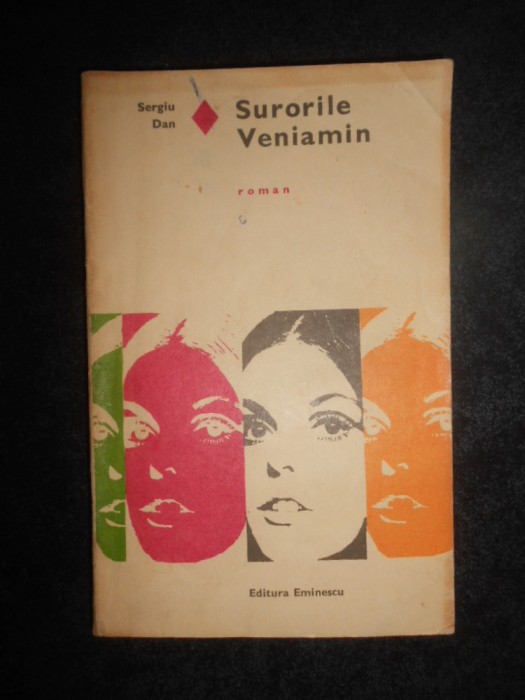 Sergiu
Dan
Surorile
Veniamin
roman
Editura Eminescu